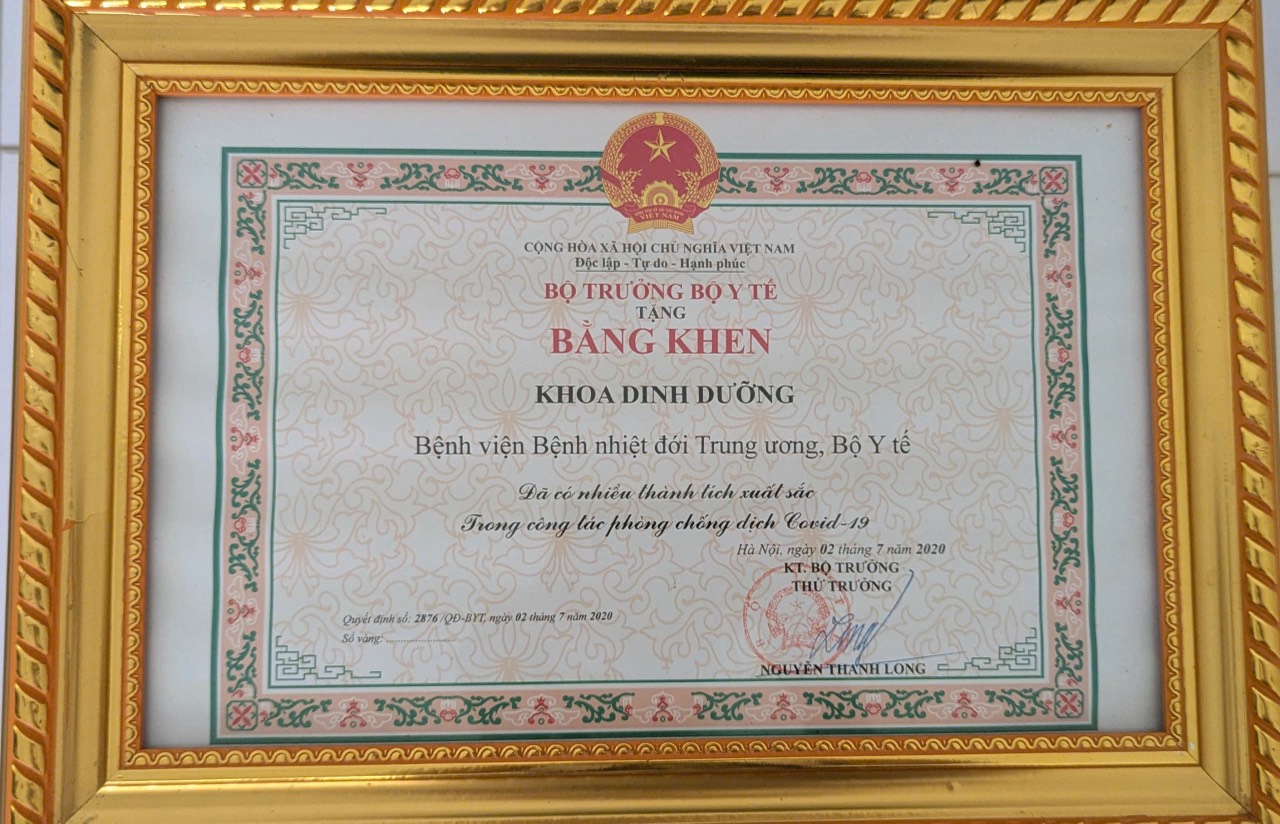 VIỆT NAM
CỘNG HÒA XÃ HỘI CHỦ NGHĨA VIỆT NAM
Độc lập - Tự do - Hạnh phúc
BỘ TRƯỞNG BỘ Y TẾ
TẶNG
BẰNG KHEN
KHOA DINH DƯỠNG
Bệnh viện Bệnh nhiệt đới Trung ương, Bộ Y tế
Đã có nhiều thành tích xuất sắc
Trong công tác phòng chống dịch Covid-19
Hà Nội, ngày 02 tháng 7 năm 2020
KT. BỘ TRƯỞNG
THỨ TRƯỞNG
Quyết định số: 2876 /QĐ-BYT, ngày 02 tháng 7 năm 2020
Số vàng: ......................
Long
NGUYỄN THANH LONG